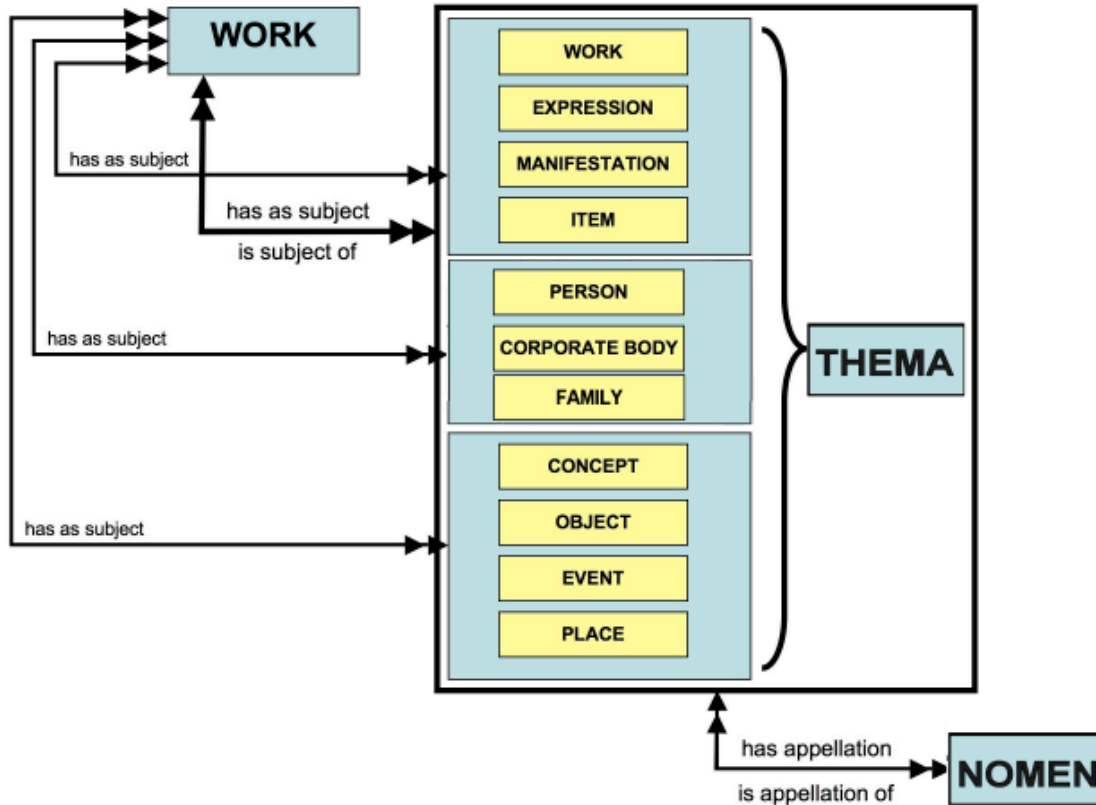 WORK
WORK
EXPRESSION
MANIFESTATION
has as subject
has as subject
ITEM
is subject of
PERSON
has as subject
CORPORATE BODY
THEMA
FAMILY
CONCEPT
OBJECT
has as subject
EVENT
PLACE
has appellation
NOMEN
is appellation of